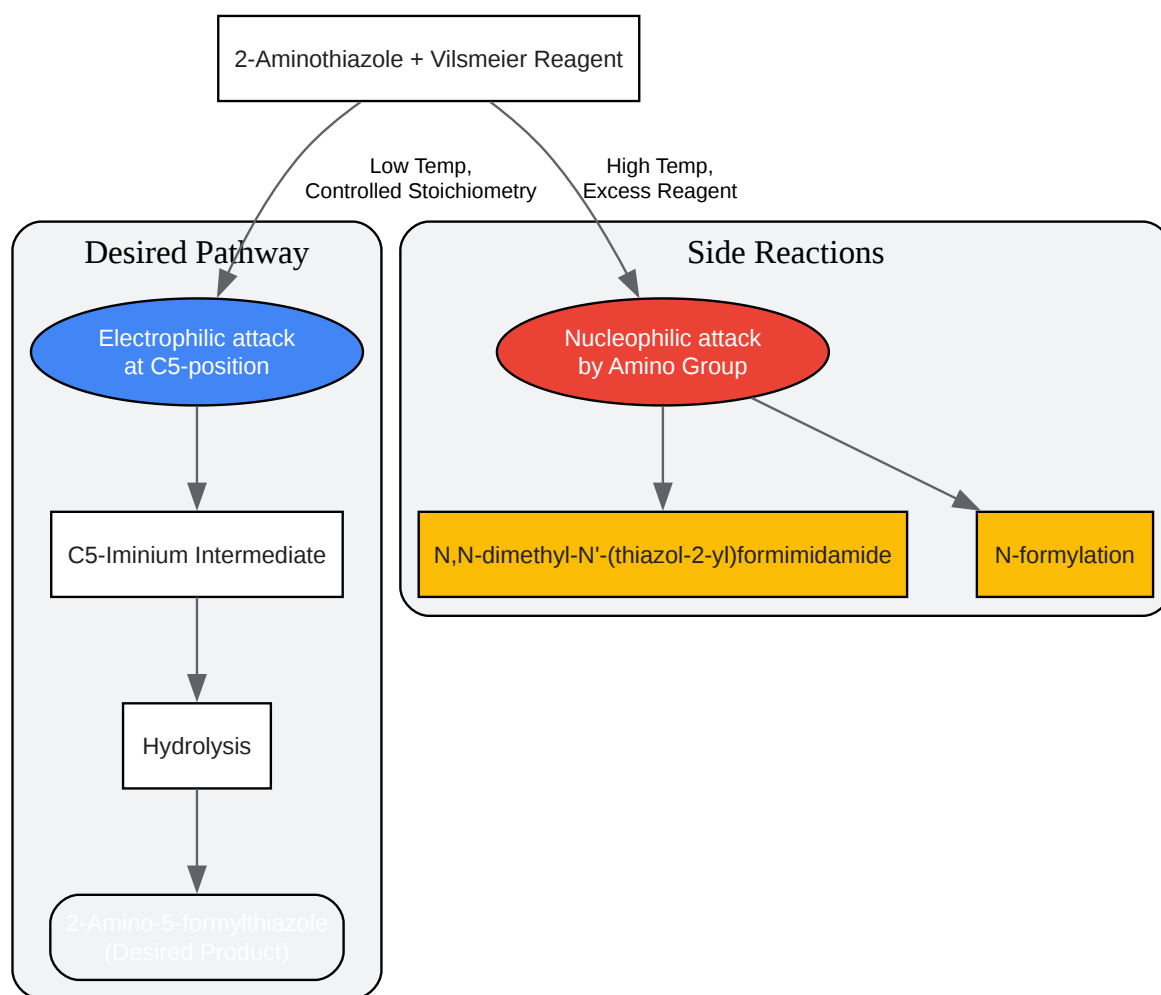 2-Aminothiazole + Vilsmeier Reagent
Low Temp,
Controlled Stoichiometry
High Temp,
Excess Reagent
Desired Pathway
Side Reactions
Electrophilic attack
at C5-position
Nucleophilic attack
by Amino Group
C5-Iminium Intermediate
N,N-dimethyl-N'-(thiazol-2-yl)formimidamide
N-formylation
Hydrolysis
2-Amino-5-formylthiazole
(Desired Product)